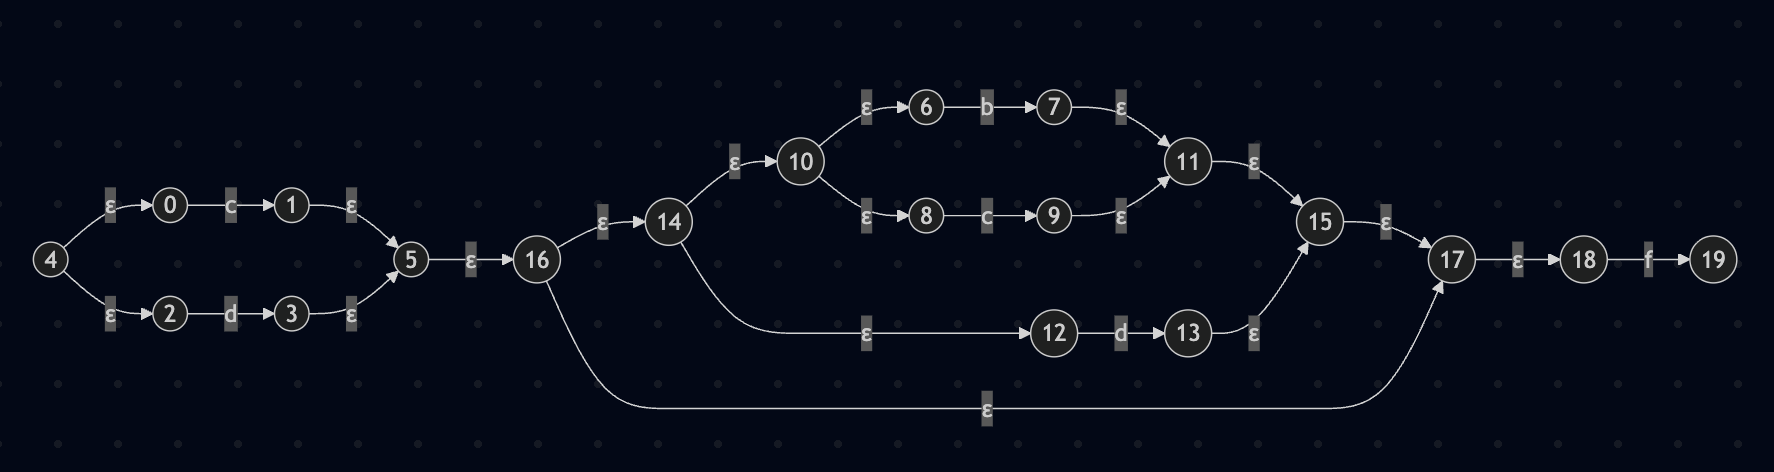 ε 6 b 7 ε
ε 10 11 ε
ε 0 c 1 ε
ε 14 ε 8 c 9 ε 15 ε
4 5 ε 16 17 ε 18 f 19
ε 2 d 3 ε
ε 12 d 13 ε
ε